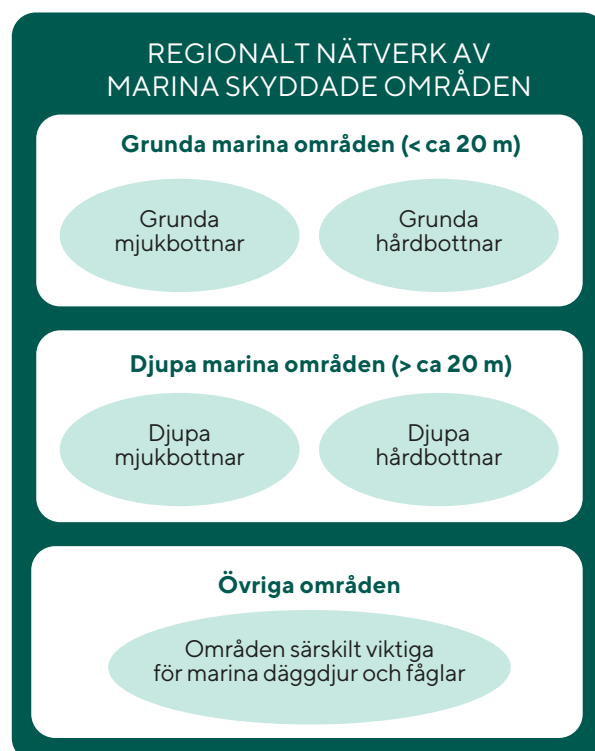 REGIONALT NÄTVERK AV
MARINA SKYDDADE OMRÅDEN
Grunda marina områden (< ca 20 m)
Grunda
mjukbottnar
Grunda
hårdbottnar
Djupa marina områden (> ca 20 m)
Djupa
mjukbottnar
Djupa
hårdbottnar
Övriga områden
Områden särskilt viktiga
för marina däggdjur och fåglar